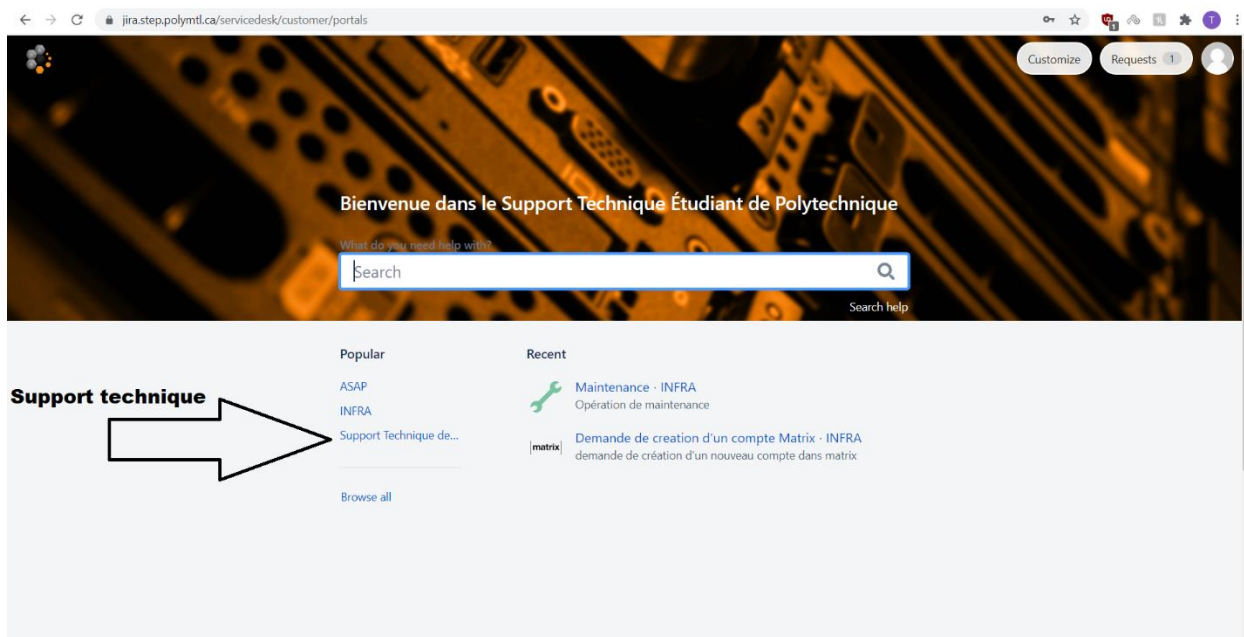 jira.step.polymtl.ca/servicedesk/customer/portals
T
Customize
Requests 1
Bienvenue dans le Support Technique Étudiant de Polytechnique
What do you need help with?
Search
Search help
Popular
ASAP
INFRA
Support Technique de...
Browse all
Recent
Maintenance · INFRA
Opération de maintenance
|matrix|
Demande de creation d'un compte Matrix · INFRA
demande de création d'un nouveau compte dans matrix
Support technique